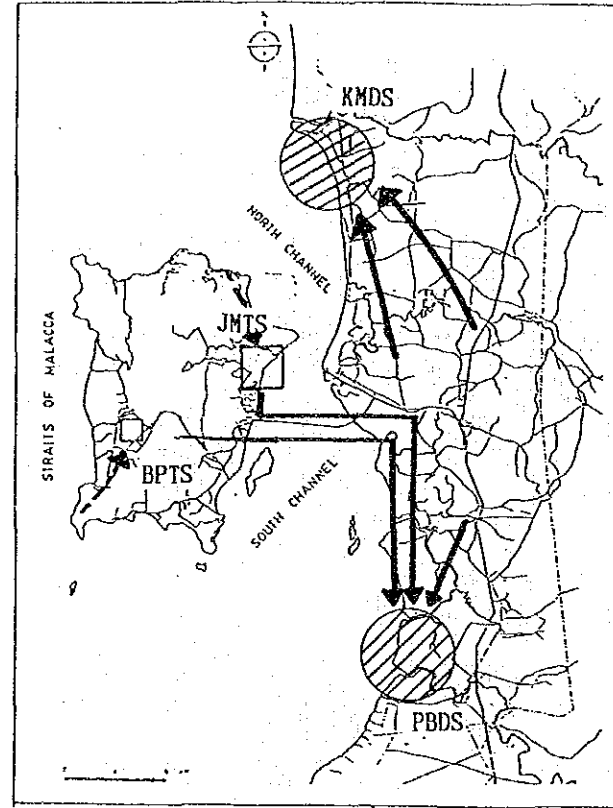 KMDS
NORTH CHANNEL
JMTS
STRAITS OF MALACCA
BPTS
SOUTH CHANNEL
PBDS